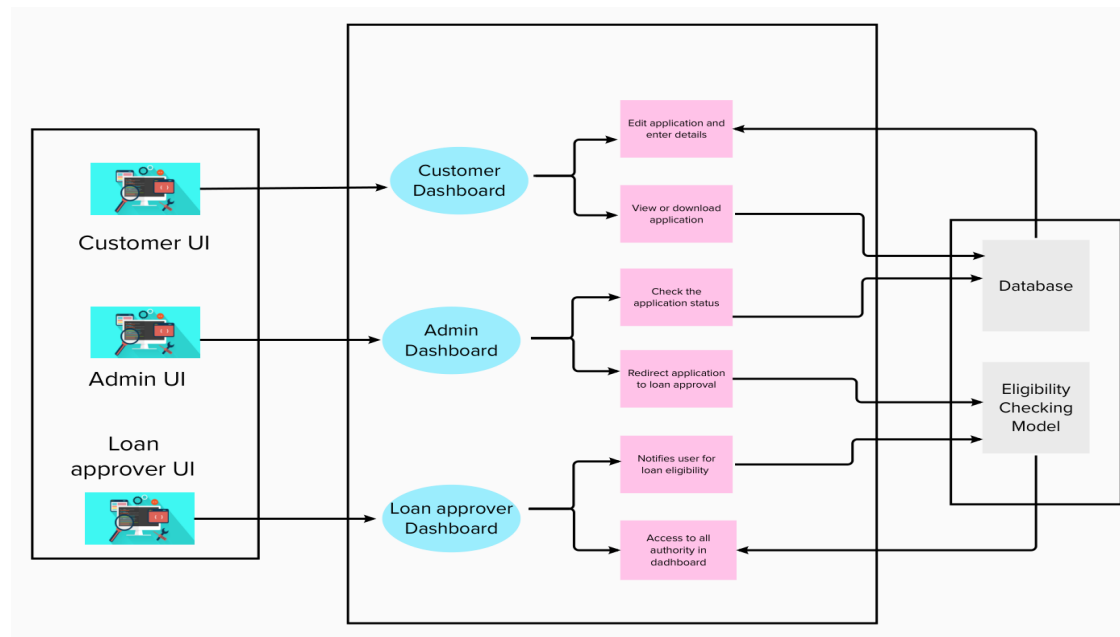 Customer UI
Admin UI
Loan
approver UI
Customer
Dashboard
Admin
Dashboard
Loan approver
Dashboard
Edit application and
enter details
View or download
application
Check the
application status
Redirect application
to loan approval
Notifies user for
loan eligibility
Access to all
authority in
dadhboard
Database
Eligibility
Checking
Model